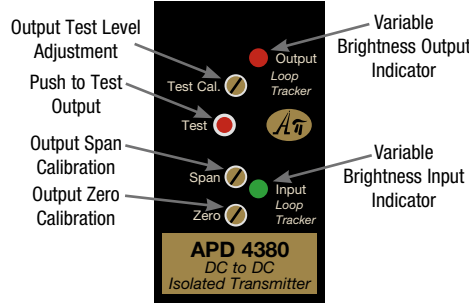 Output Test Level
Adjustment
Push to Test
Output
Output Span
Calibration
Output Zero
Calibration
Output
Loop
Tracker
Test Cal.
Test
Span
Input
Loop
Tracker
Zero
APD 4380
DC to DC
Isolated Transmitter
Variable
Brightness Output
Indicator
Variable
Brightness Input
Indicator